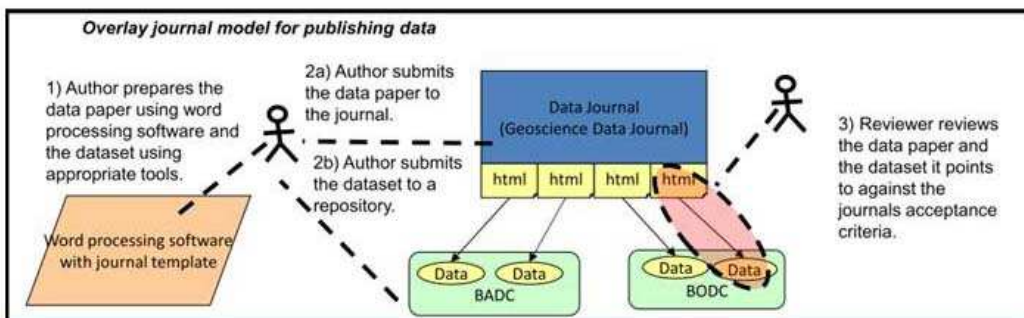 Overlay journal model for publishing data
1) Author prepares the
data paper using word
processing software and
the dataset using
appropriate tools.
2a) Author submits
the data paper to
the journal.
2b) Author submits
the dataset to a
repository.
Data Journal
(Geoscience Data Journal)
html html html html
3) Reviewer reviews
the data paper and
the dataset it points
to against the
journals acceptance
criteria.
Word processing software
with journal template
Data Data
BADC
Data Data
BODC